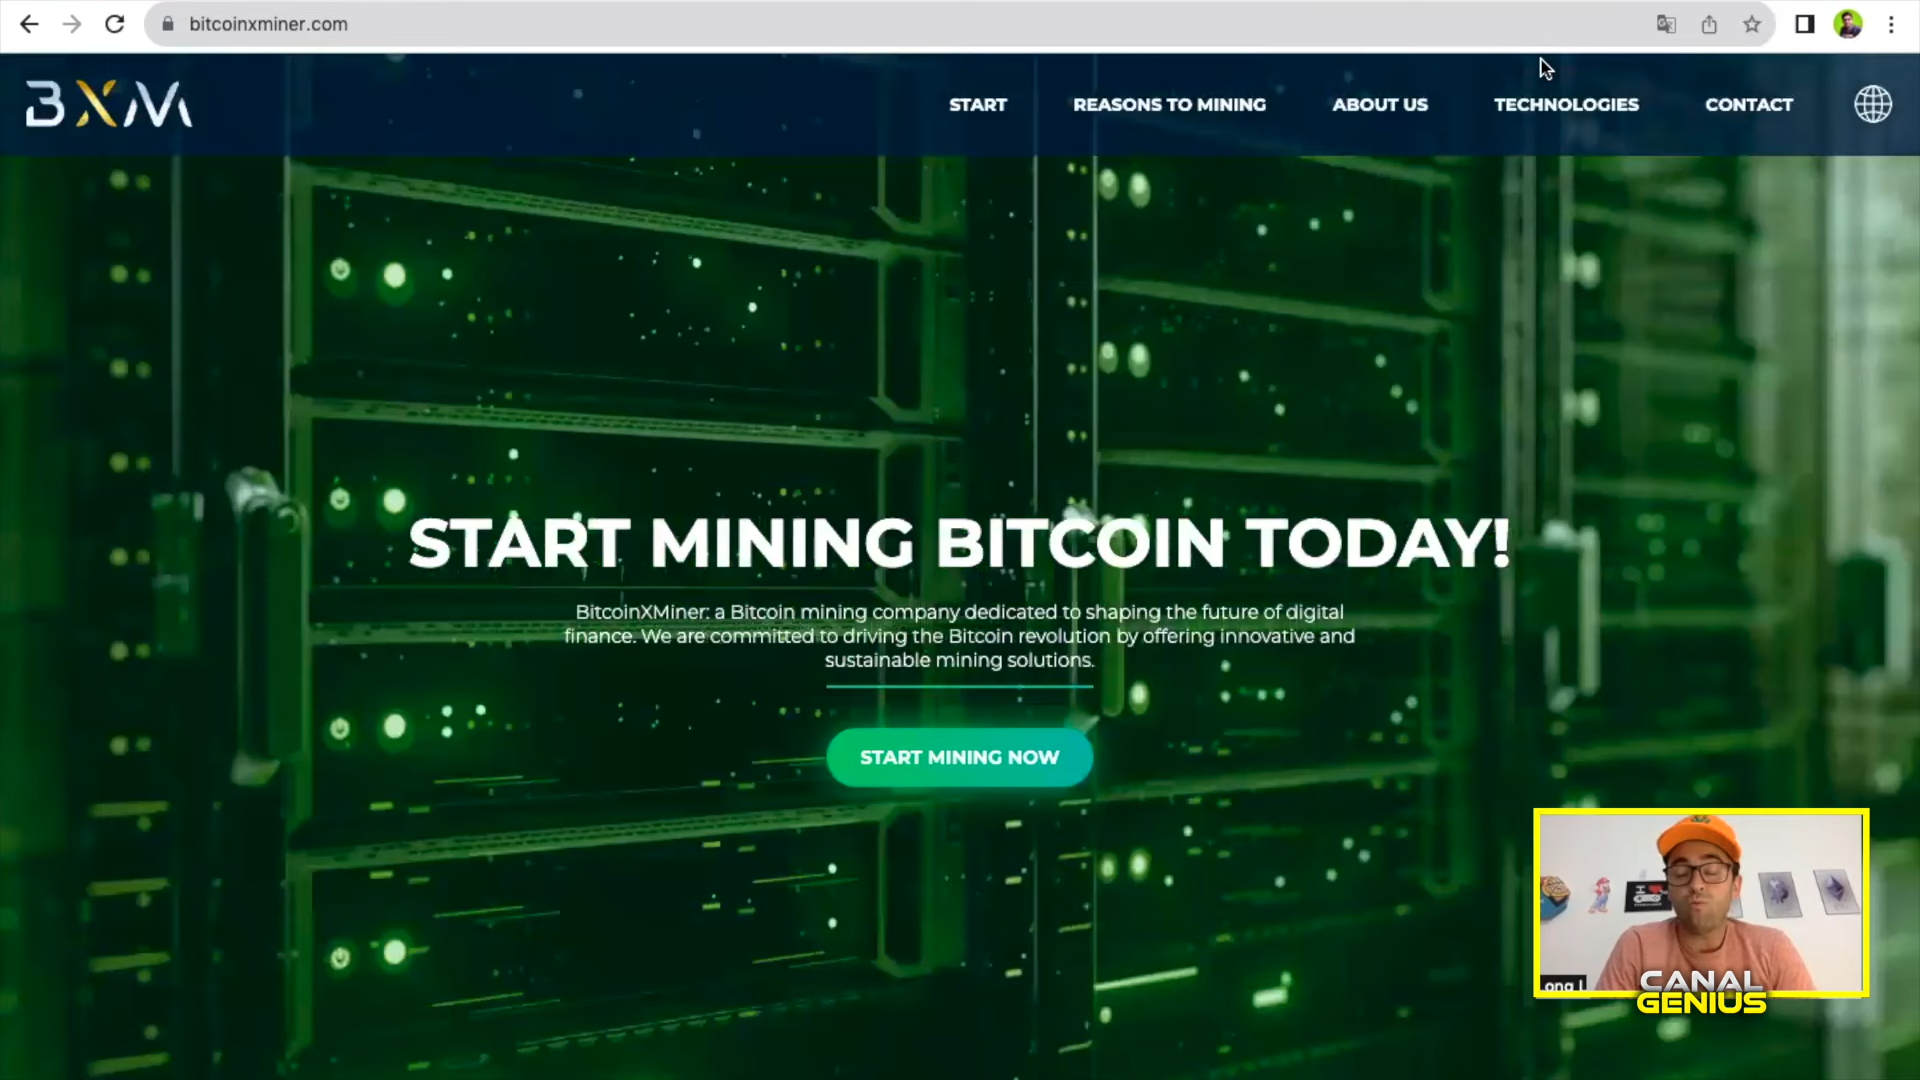 bitcoinxminer.com
BXM
START
REASONS TO MINING
ABOUT US
TECHNOLOGIES
CONTACT
START MINING BITCOIN TODAY!
BitcoinXMiner: a Bitcoin mining company dedicated to shaping the future of digital
finance. We are committed to driving the Bitcoin revolution by offering innovative and
sustainable mining solutions.
START MINING NOW
I
CANAL
GENIUS